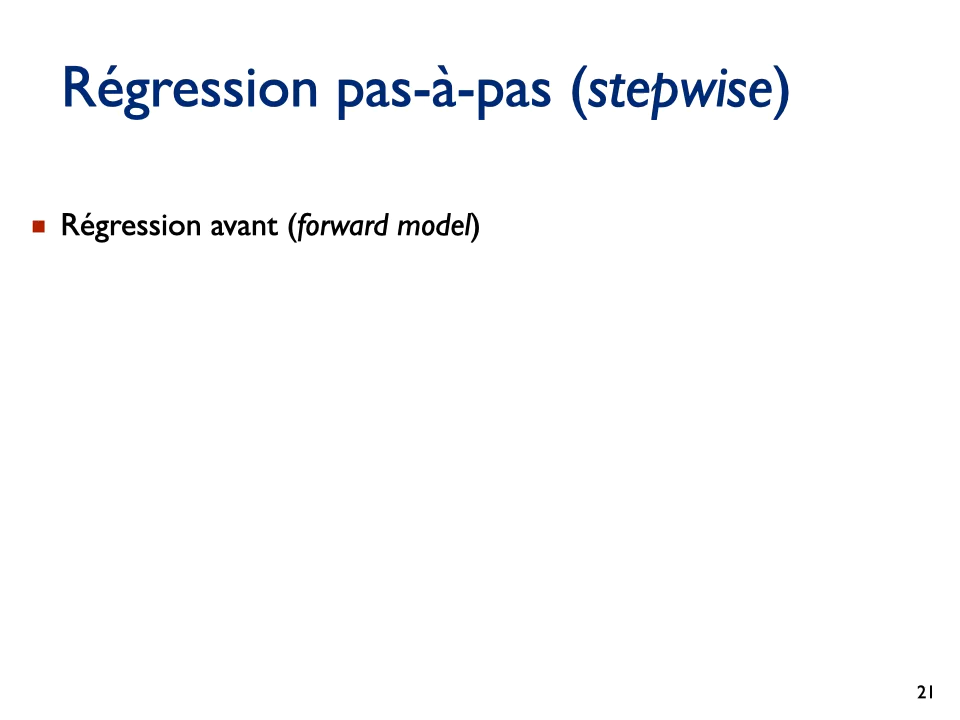 Régression pas-à-pas (stepwise)
Régression avant (forward model)
21